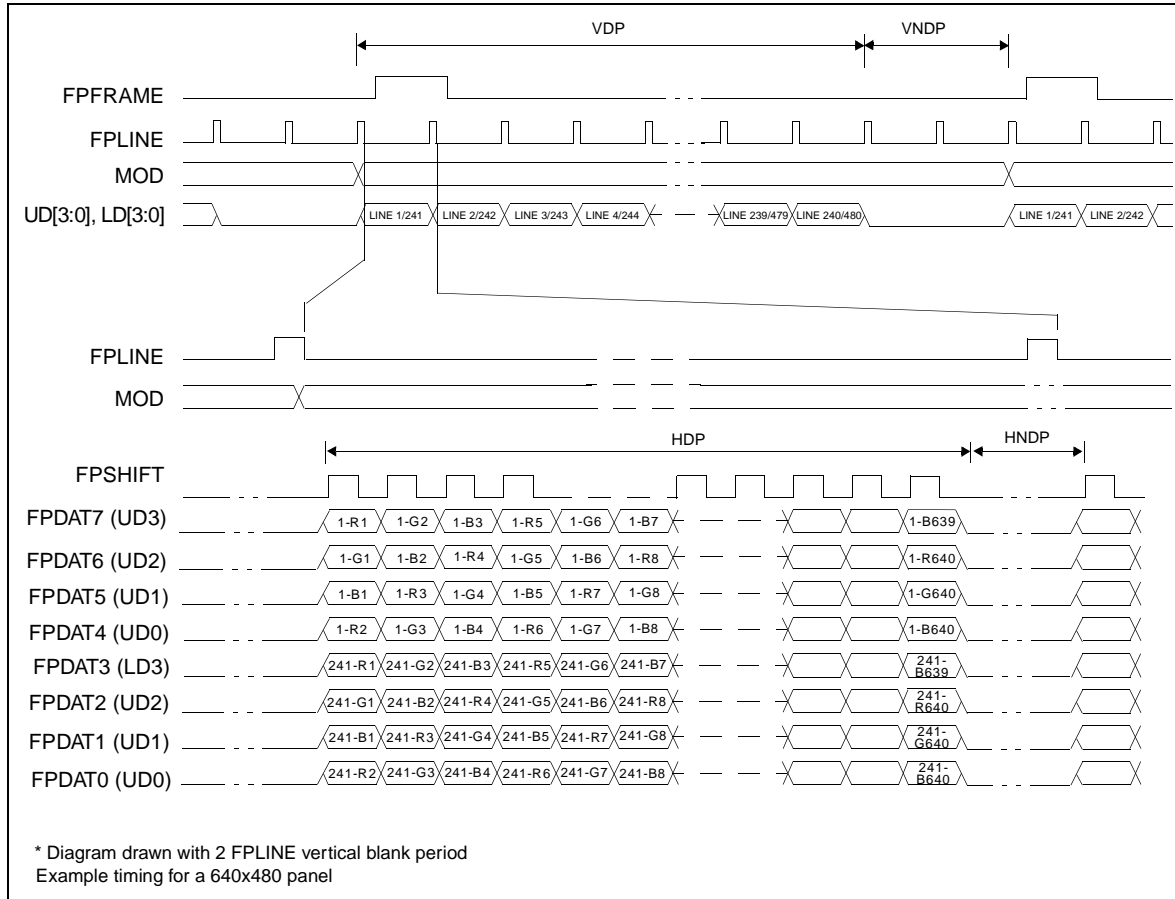 VDP VNDP
FPFRAME
FPLINE
MOD
UD[3:0], LD[3:0] LINE 1/241 LINE 2/242 LINE 3/243 LINE 4/244 LINE 239/479 LINE 240/480 LINE 1/241 LINE 2/242
FPLINE
MOD
HDP HNDP
FPSHIFT
FPDAT7 (UD3) 1-R1 1-G2 1-B3 1-R5 1-G6 1-B7 1-B639
FPDAT6 (UD2) 1-G1 1-B2 1-R4 1-G5 1-B6 1-R8 1-R640
FPDAT5 (UD1) 1-B1 1-R3 1-G4 1-B5 1-R7 1-G8 1-G640
FPDAT4 (UD0) 1-R2 1-G3 1-B4 1-R6 1-G7 1-B8 1-B640
FPDAT3 (LD3) 241-R1 241-G2 241-B3 241-R5 241-G6 241-B7 241-B639
FPDAT2 (UD2) 241-G1 241-B2 241-R4 241-G5 241-B6 241-R8 241-R640
FPDAT1 (UD1) 241-B1 241-R3 241-G4 241-B5 241-R7 241-G8 241-G640
FPDAT0 (UD0) 241-R2 241-G3 241-B4 241-R6 241-G7 241-B8 241-B640
* Diagram drawn with 2 FPLINE vertical blank period
Example timing for a 640x480 panel